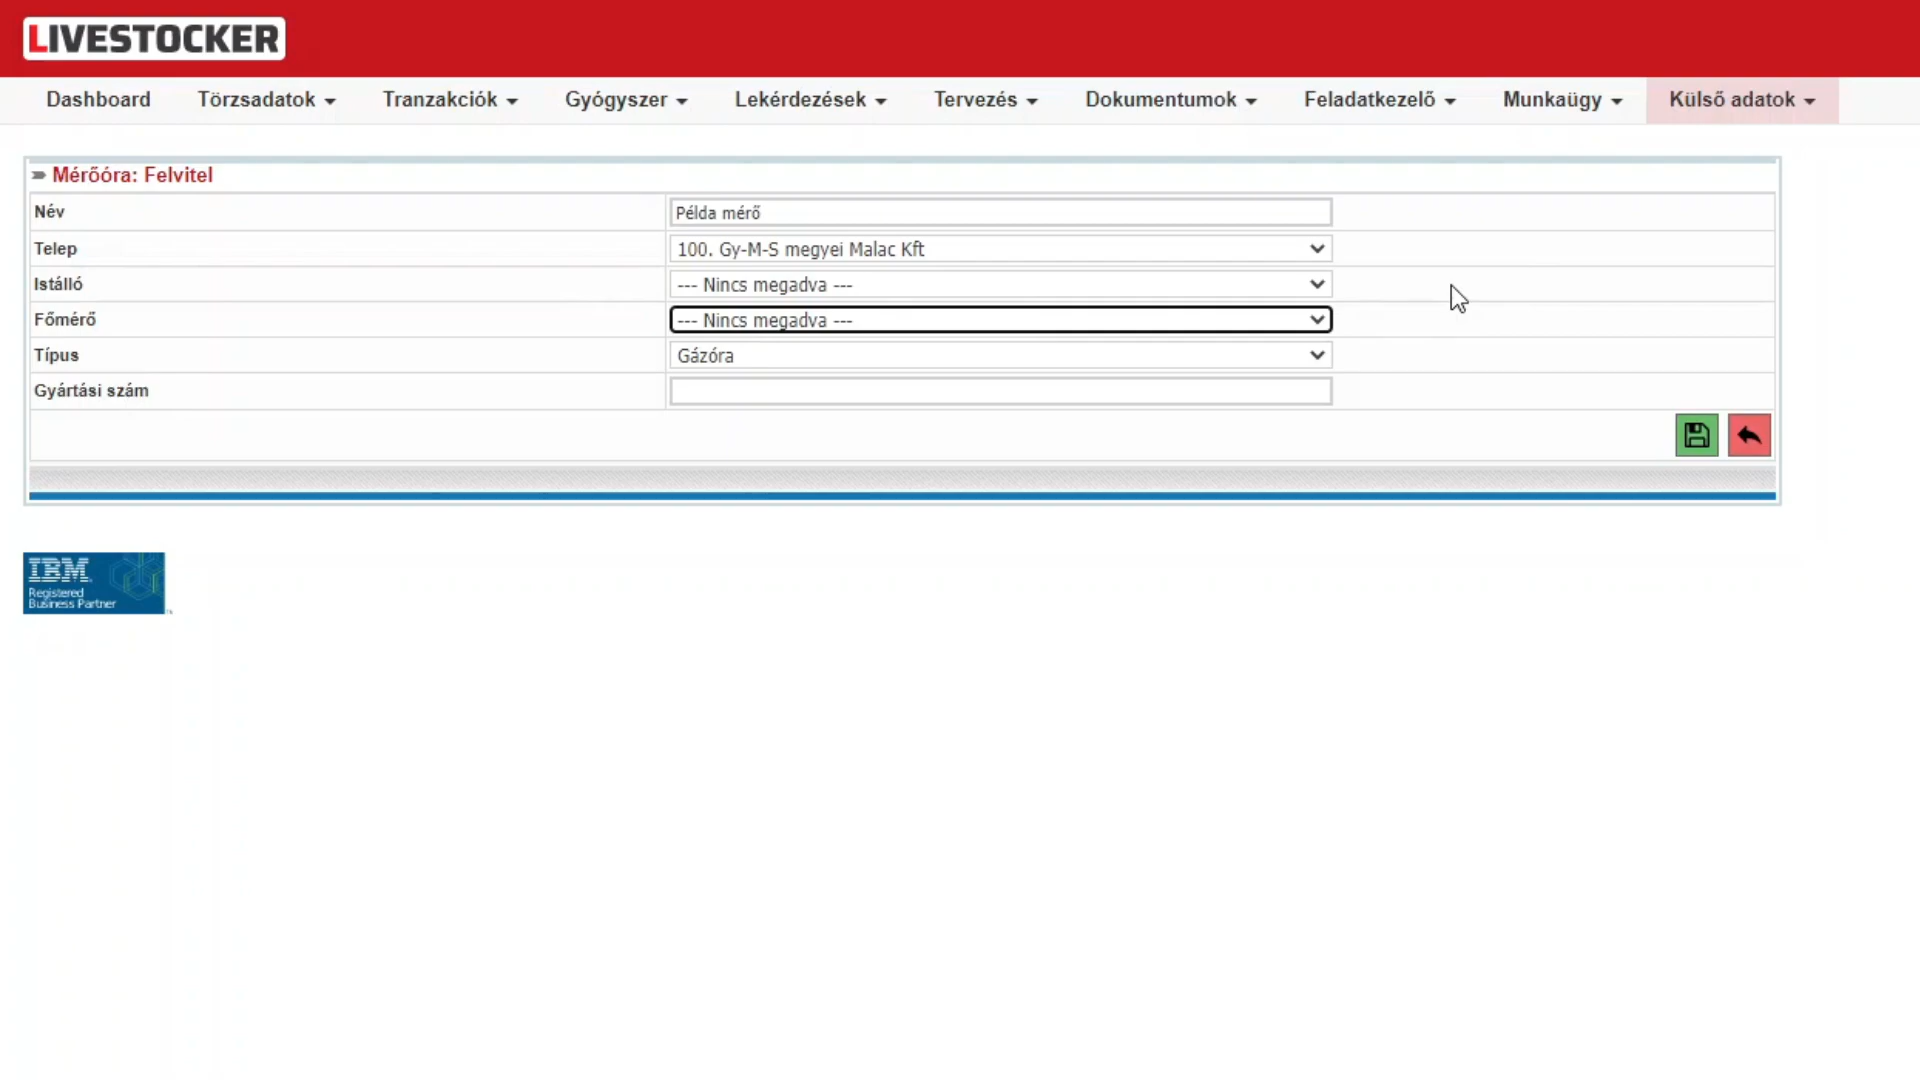 LIVESTOCKER
Dashboard Törzsadatok Tranzakciók Gyógyszer Lekérdezések Tervezés Dokumentumok Feladatkezelő Munkaügy Külső adatok
Mérőóra: Felvitel
Név Példa mérő
Telep 100. Gy-M-S megyei Malac Kft
Istálló --- Nincs megadva ---
Főmérő --- Nincs megadva ---
Típus Gázóra
Gyártási szám
IBM
Registered
Business Partner